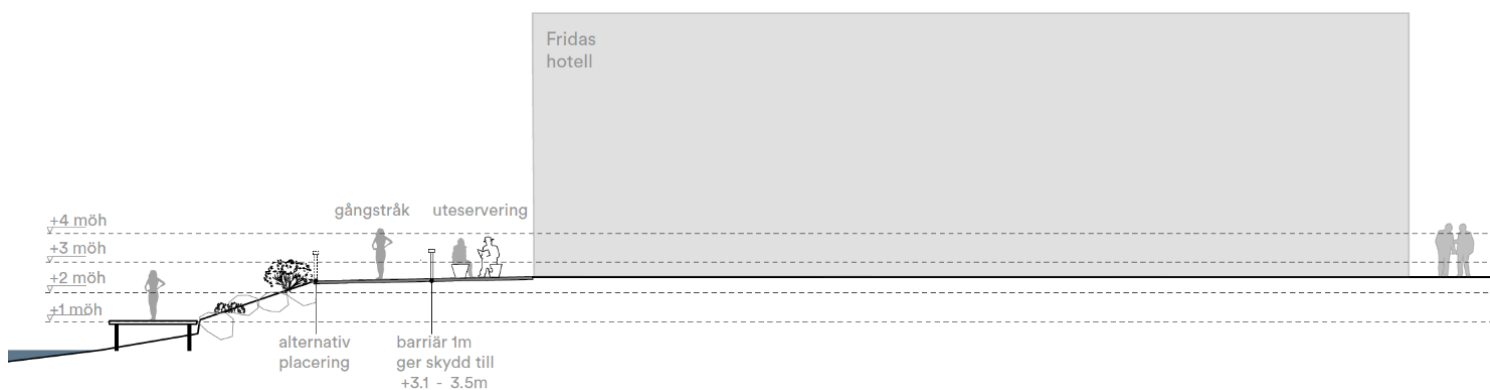 Fridas
hotell
gångstråk
uteservering
+4 möh
+3 möh
+2 möh
+1 möh
alternativ
placering
barriär 1m
ger skydd till
+3.1 - 3.5m